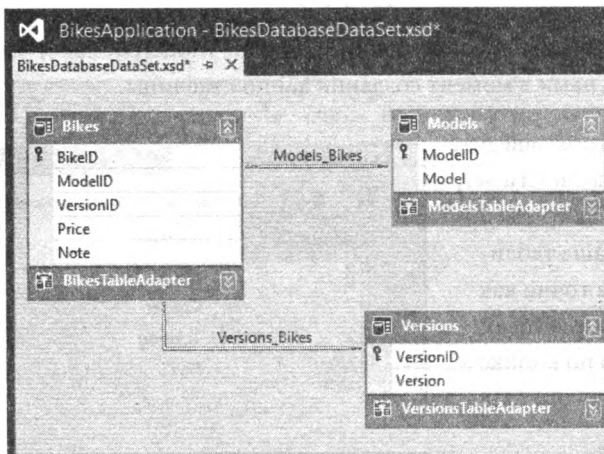 BikesApplication - BikesDatabaseDataSet.xsd*
BikesDatabaseDataSet.xsd*
Bikes
BikeID
ModelID
VersionID
Price
Note
BikesTableAdapter
Models_Bikes
Models
ModelID
Model
ModelsTableAdapter
Versions_Bikes
Versions
VersionID
Version
VersionsTableAdapter